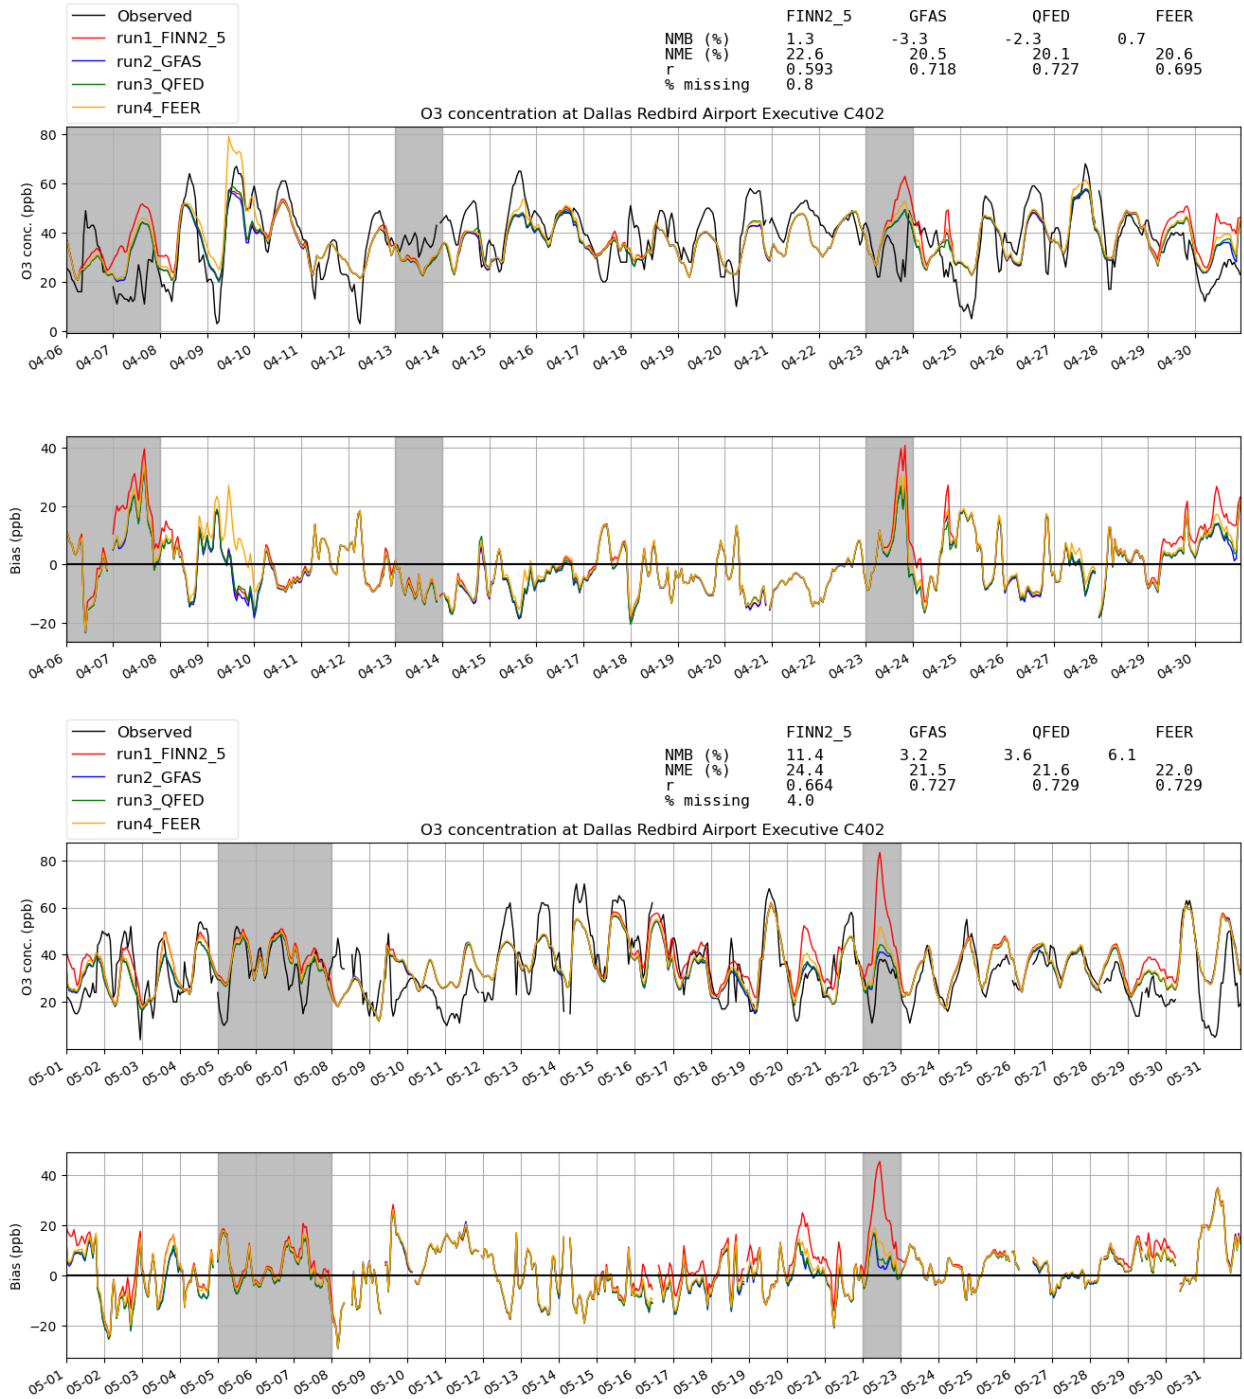 Observed
run1_FINN2_5
run2_GFAS
run3_QFED
run4_FEER
FINN2_5 GFAS QFED FEER
NMB (%) 1.3 -3.3 -2.3 0.7
NME (%) 22.6 20.5 20.1 20.6
r 0.593 0.718 0.727 0.695
% missing 0.8
O3 concentration at Dallas Redbird Airport Executive C402
O3 conc. (ppb)
80
60
40
20
0
04-06 04-07 04-08 04-09 04-10 04-11 04-12 04-13 04-14 04-15 04-16 04-17 04-18 04-19 04-20 04-21 04-22 04-23 04-24 04-25 04-26 04-27 04-28 04-29 04-30
Bias (ppb)
40
20
0
−20
04-06 04-07 04-08 04-09 04-10 04-11 04-12 04-13 04-14 04-15 04-16 04-17 04-18 04-19 04-20 04-21 04-22 04-23 04-24 04-25 04-26 04-27 04-28 04-29 04-30
Observed
run1_FINN2_5
run2_GFAS
run3_QFED
run4_FEER
FINN2_5 GFAS QFED FEER
NMB (%) 11.4 3.2 3.6 6.1
NME (%) 24.4 21.5 21.6 22.0
r 0.664 0.727 0.729 0.729
% missing 4.0
O3 concentration at Dallas Redbird Airport Executive C402
O3 conc. (ppb)
80
60
40
20
05-01 05-02 05-03 05-04 05-05 05-06 05-07 05-08 05-09 05-10 05-11 05-12 05-13 05-14 05-15 05-16 05-17 05-18 05-19 05-20 05-21 05-22 05-23 05-24 05-25 05-26 05-27 05-28 05-29 05-30 05-31
Bias (ppb)
40
20
0
−20
05-01 05-02 05-03 05-04 05-05 05-06 05-07 05-08 05-09 05-10 05-11 05-12 05-13 05-14 05-15 05-16 05-17 05-18 05-19 05-20 05-21 05-22 05-23 05-24 05-25 05-26 05-27 05-28 05-29 05-30 05-31